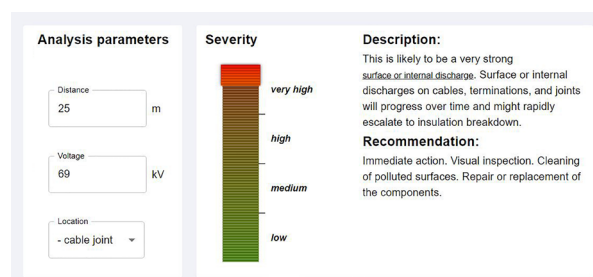 Analysis parameters
Distance
25 m
Voltage
69 kV
Location
- cable joint
Severity
very high
high
medium
low
Description:
This is likely to be a very strong
surface or internal discharge. Surface or internal
discharges on cables, terminations, and joints
will progress over time and might rapidly
escalate to insulation breakdown.
Recommendation:
Immediate action. Visual inspection. Cleaning
of polluted surfaces. Repair or replacement of
the components.